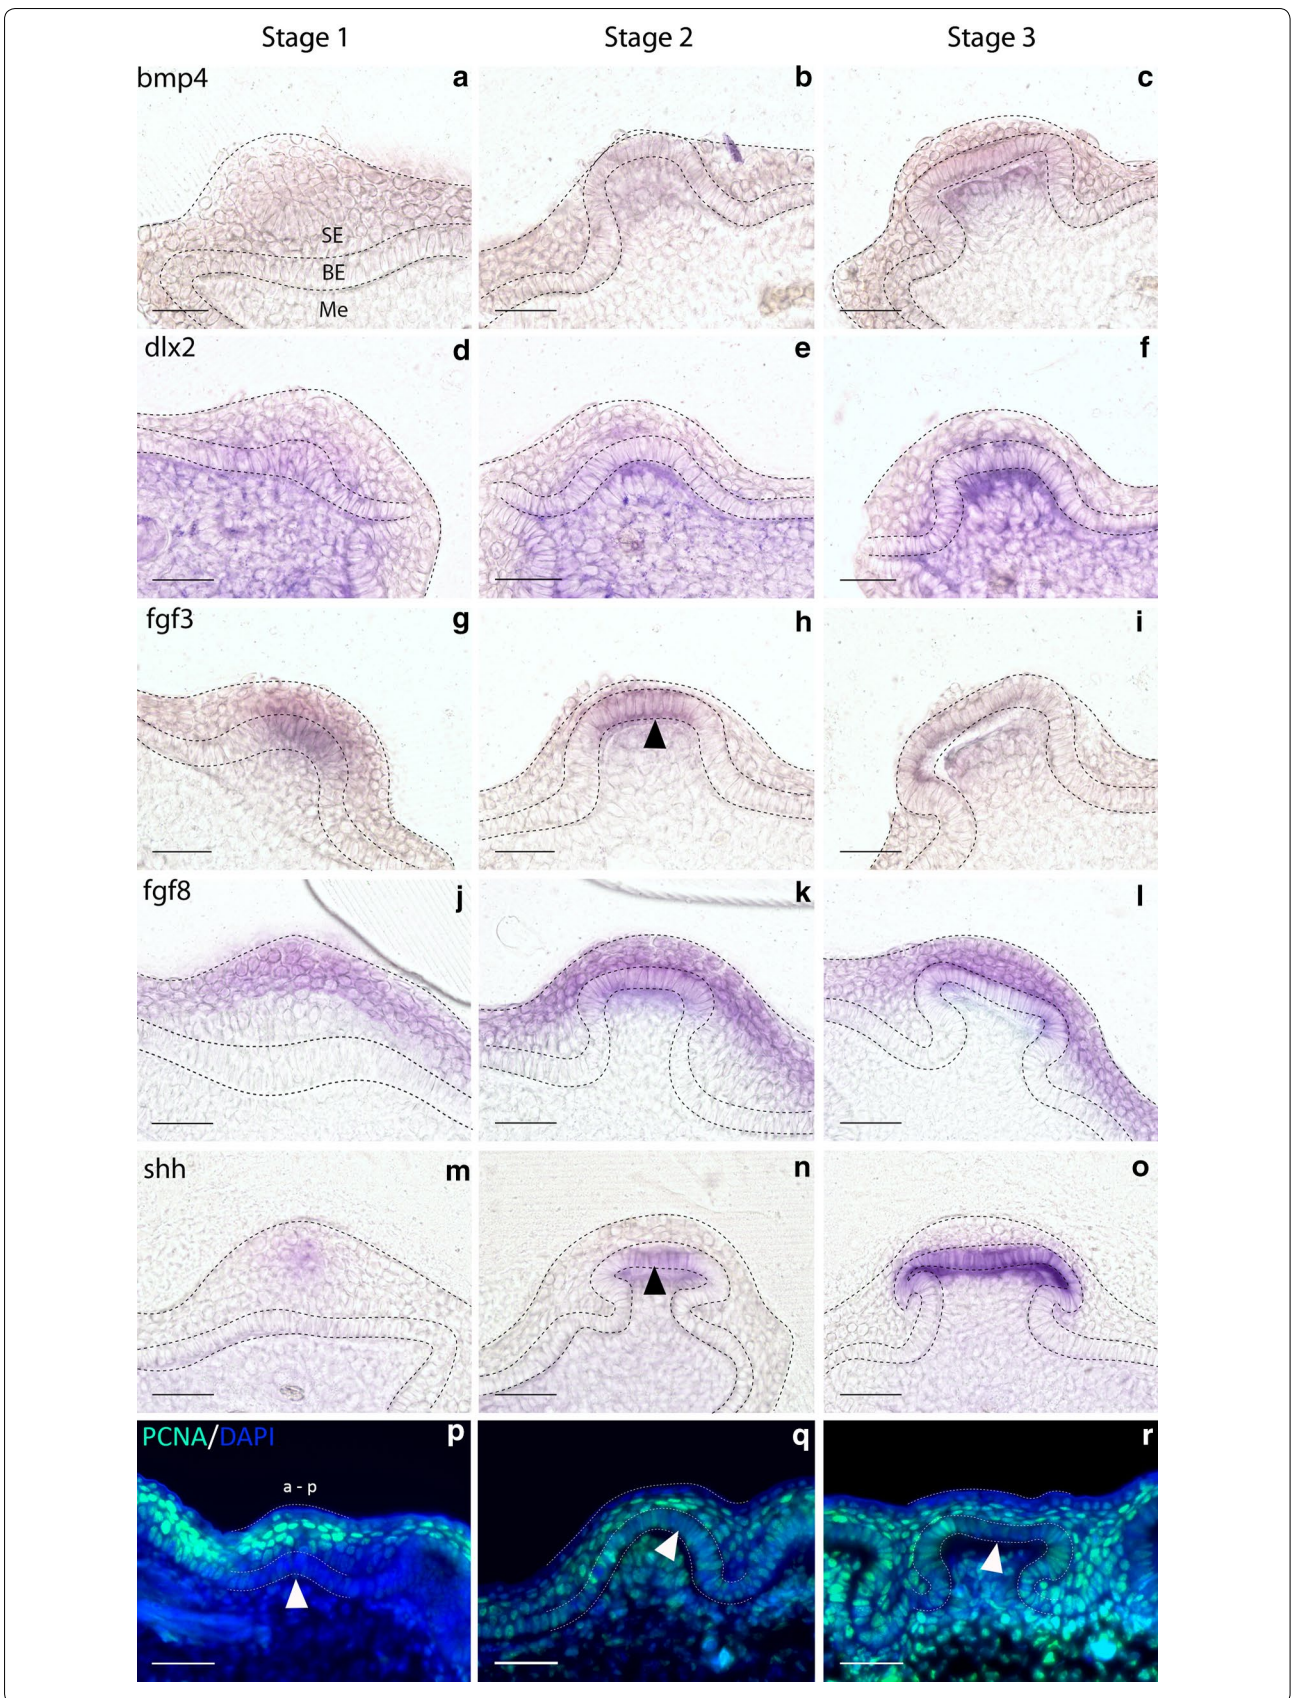 Stage 1 Stage 2 Stage 3
bmp4 a b c
SE
BE
Me
dlx2 d e f
fgf3 g h i
fgf8 j k l
shh m n o
PCNA/DAPI p q r
a - p